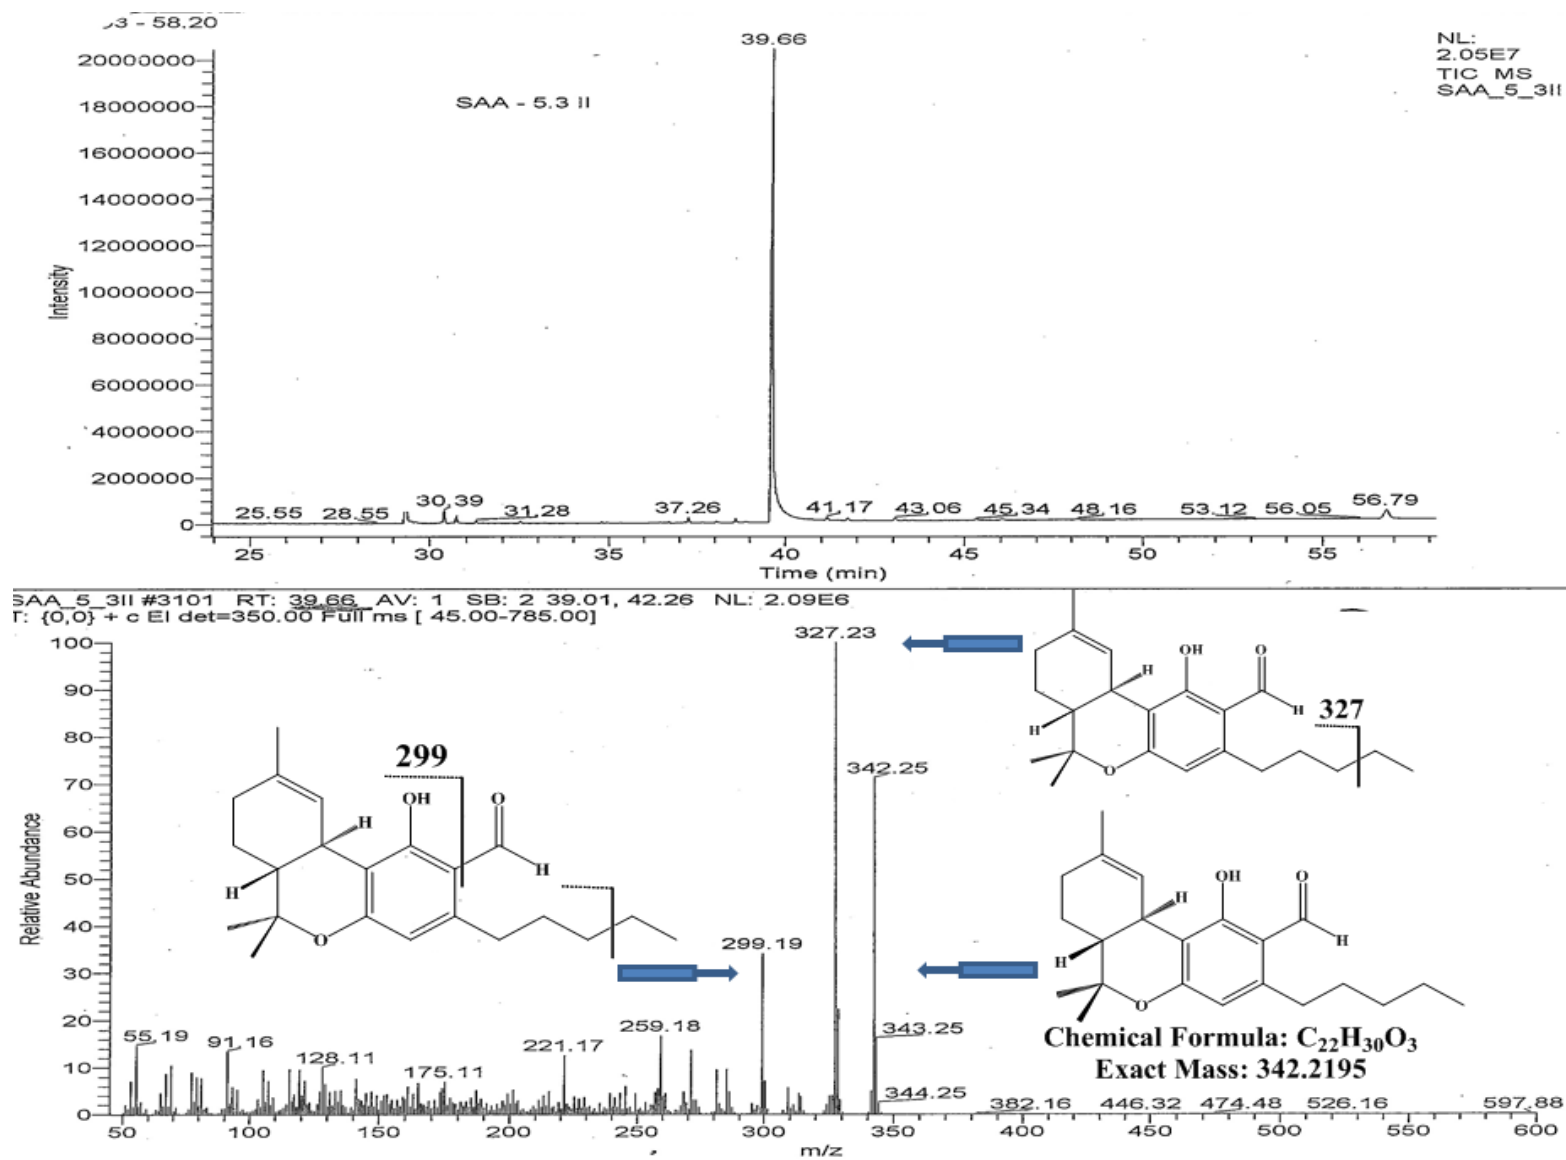 3 - 58.20
39.66
NL:
2.05E7
TIC MS
SAA_5_3II
SAA - 5.3 II
20000000
18000000
16000000
14000000
12000000
10000000
8000000
6000000
4000000
2000000
0
Intensity
25.55 28.55 30.39 31.28 37.26 41.17 43.06 45.34 48.16 53.12 56.05 56.79
25 30 35 40 45 50 55
Time (min)
SAA_5_3II #3101 RT: 39.66 AV: 1 SB: 2 39.01, 42.26 NL: 2.09E6
T: {0,0} + c EI det=350.00 Full ms [ 45.00-785.00]
100
90
80
70
60
50
40
30
20
10
0
Relative Abundance
327.23
342.25
299.19
343.25
344.25
259.18
221.17
175.11
128.11
91.16
55.19
382.16 446.32 474.48 526.16 597.88
299
OH O
H
H
H
O
OH O
H
H
H
O
327
OH O
H
H
H
O
Chemical Formula: C₂₂H₃₀O₃
Exact Mass: 342.2195
50 100 150 200 250 300 350 400 450 500 550 600
m/z